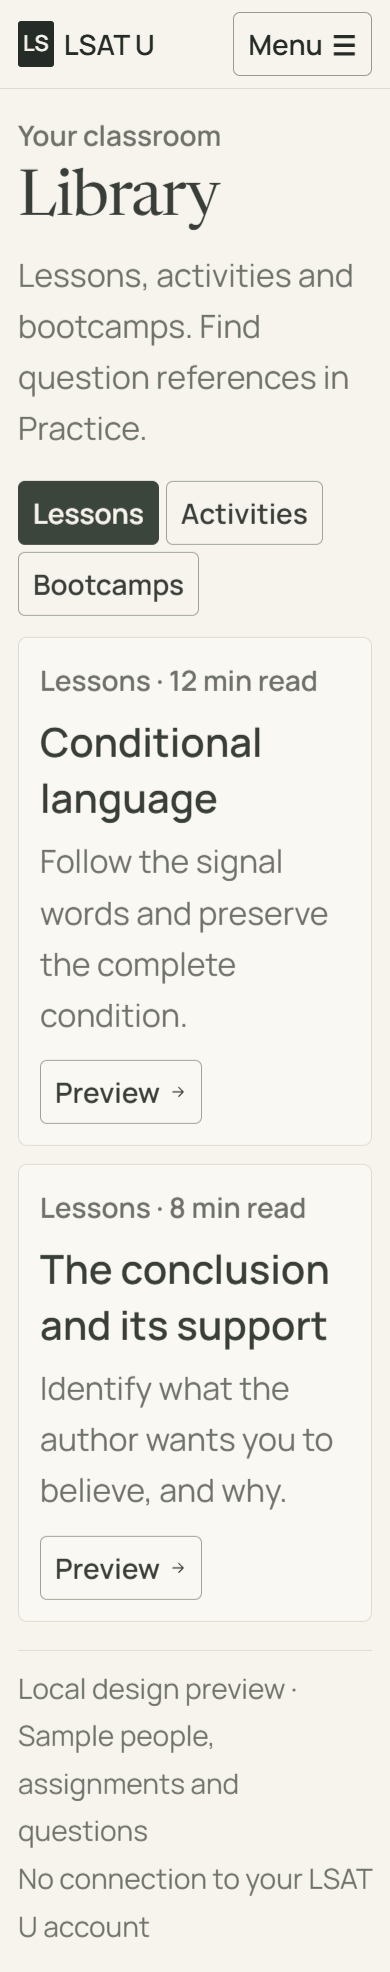 LS LSAT U
Menu
Your classroom
Library
Lessons, activities and
bootcamps. Find
question references in
Practice.
Lessons
Activities
Bootcamps
Lessons · 12 min read
Conditional
language
Follow the signal
words and preserve
the complete
condition.
Preview →
Lessons · 8 min read
The conclusion
and its support
Identify what the
author wants you to
believe, and why.
Preview →
Local design preview ·
Sample people,
assignments and
questions
No connection to your LSAT
U account